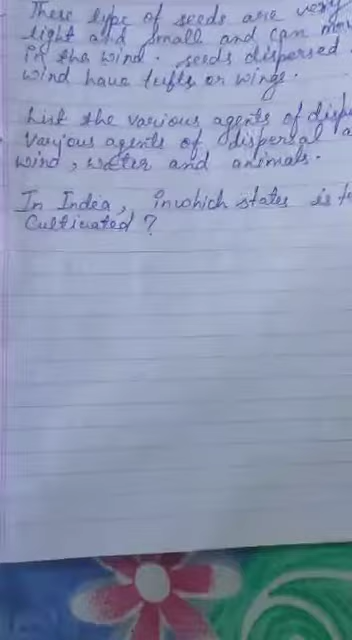 These type of seeds are very
light and small and can mov
in the wind. seeds dispersed
wind have tufts or wings.
List the various agents of disp
Various agents of dispersal a
wind, water and animals.
In India, in which states is
Cultivated?